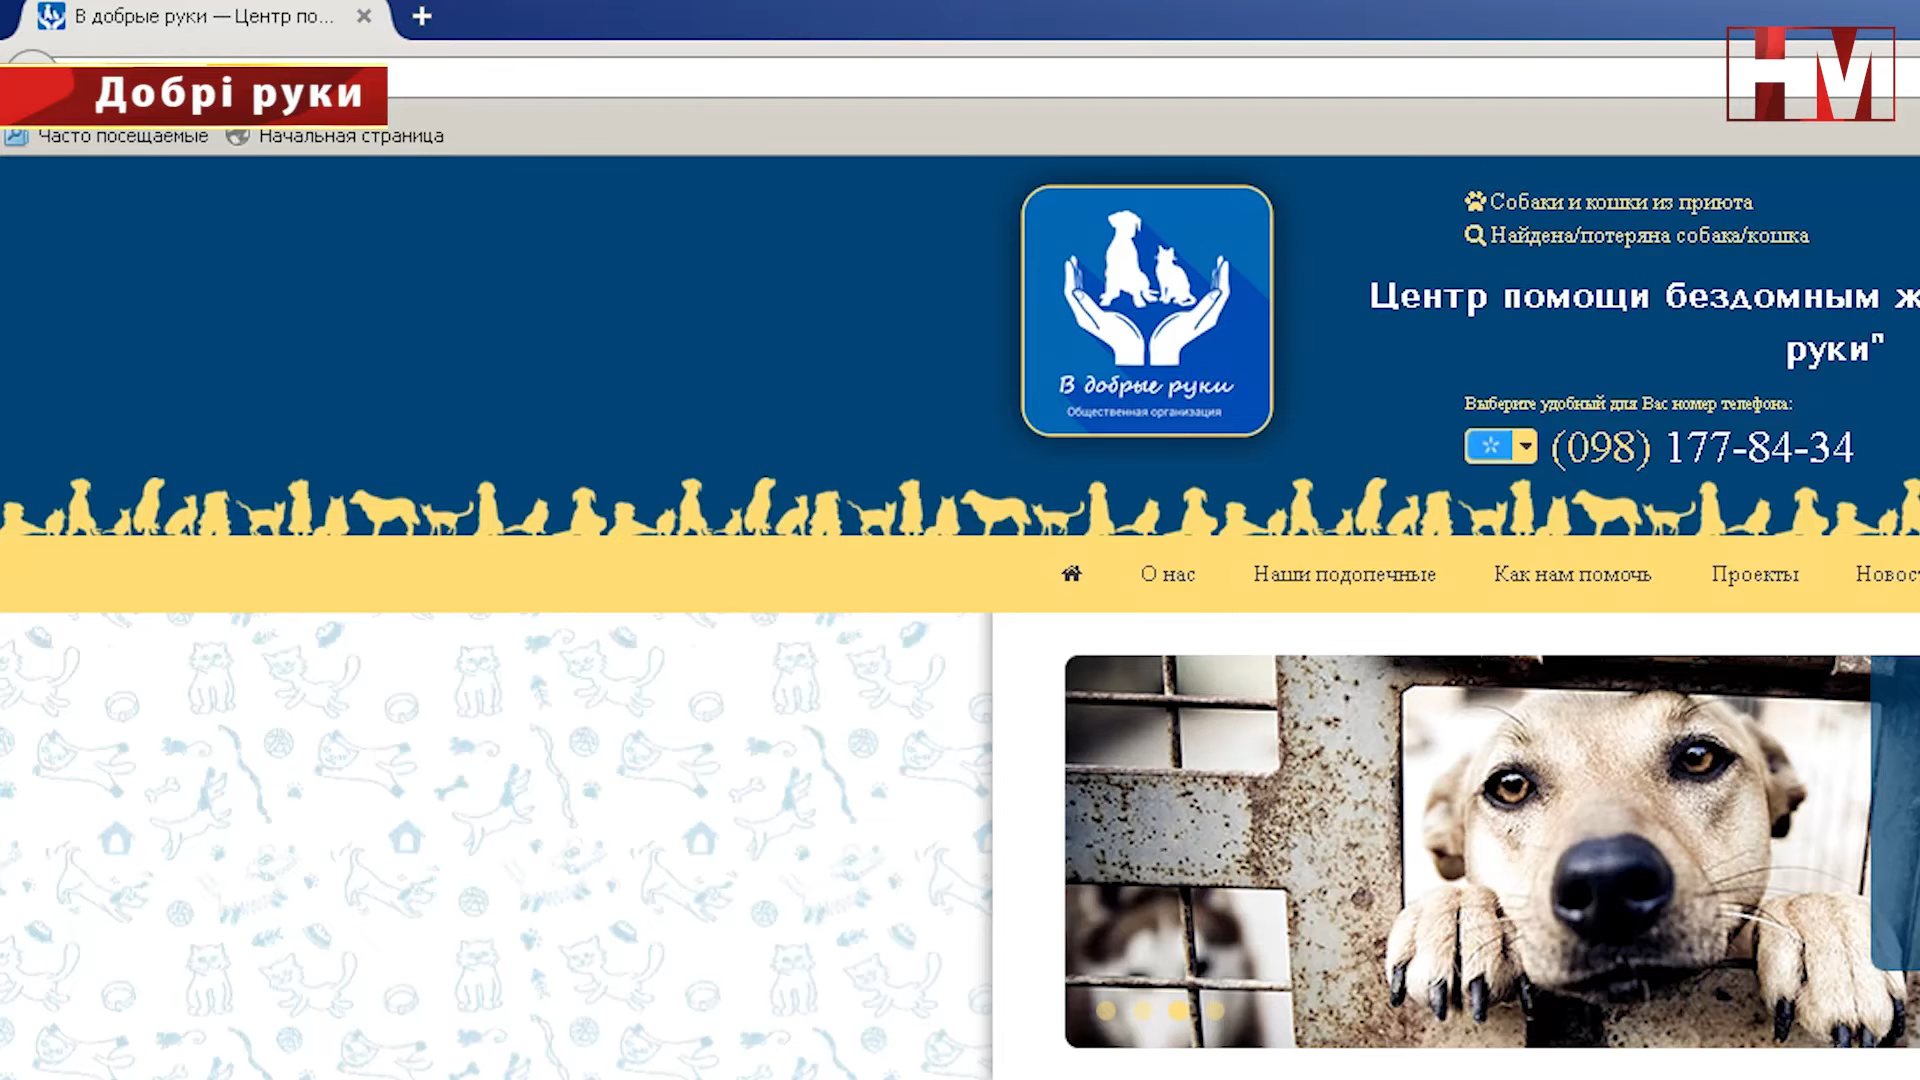 В добрые руки — Центр по...
Добрі руки
НМ
Часто посещаемые
Начальная страница
Собаки и кошки из приюта
Найдена/потеряна собака/кошка
Центр помощи бездомным ж
руки"
В добрые руки
Общественная организация
Выберите удобный для Вас номер телефона:
(098) 177-84-34
О нас
Наши подопечные
Как нам помочь
Проекты
Новос